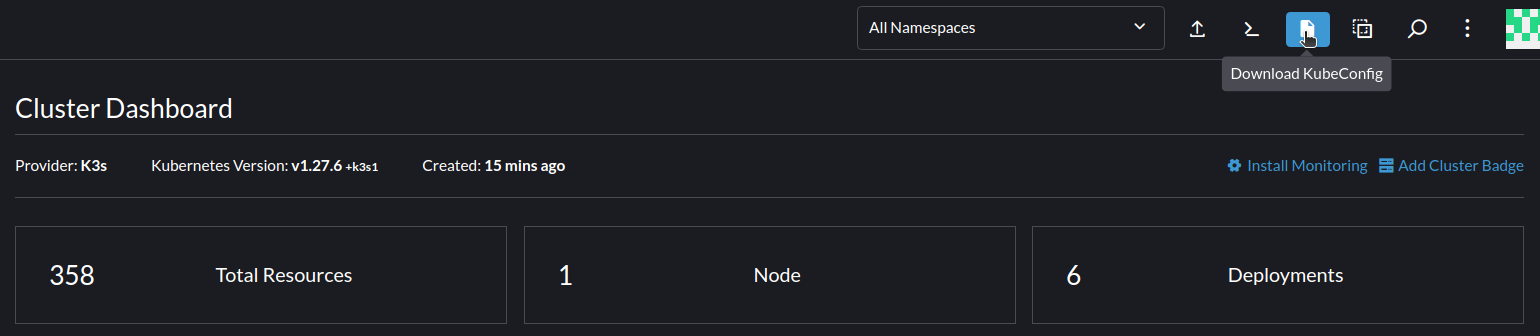 All Namespaces
Download KubeConfig
Cluster Dashboard
Provider: K3s Kubernetes Version: v1.27.6 +k3s1 Created: 15 mins ago Install Monitoring Add Cluster Badge
358 Total Resources 1 Node 6 Deployments